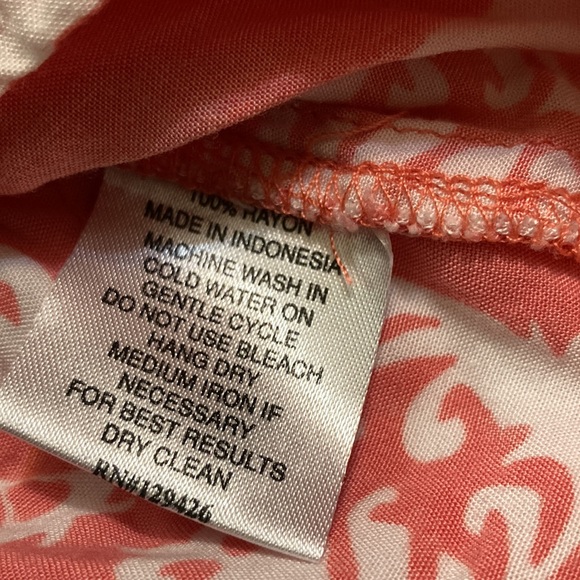 100% RAYON
MADE IN INDONESIA
MACHINE WASH IN
COLD WATER ON
GENTLE CYCLE
DO NOT USE BLEACH
HANG DRY
MEDIUM IRON IF
NECESSARY
FOR BEST RESULTS
DRY CLEAN
RN#129426